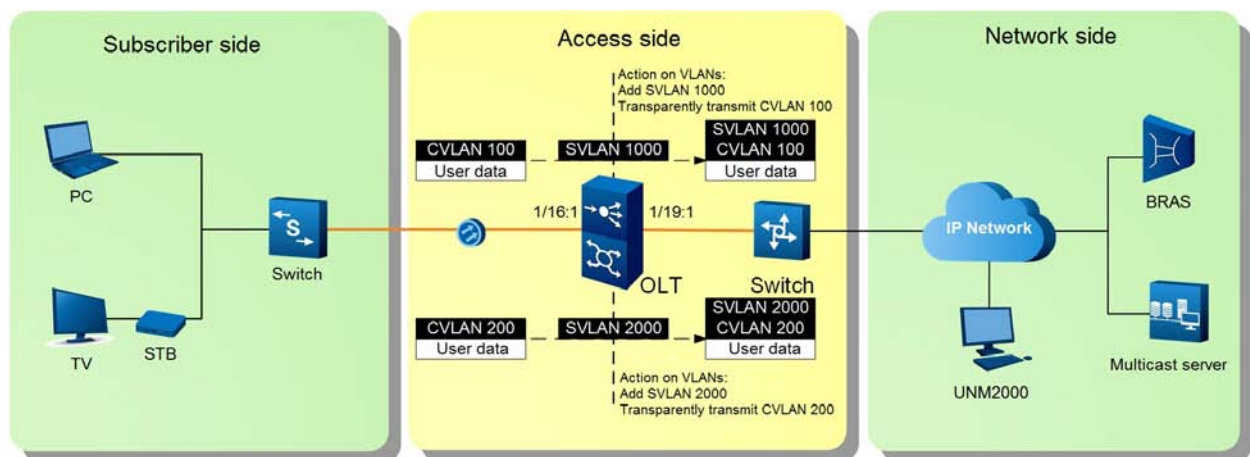 Subscriber side
PC
TV
STB
Switch
Access side
Action on VLANs:
Add SVLAN 1000
Transparently transmit CVLAN 100
CVLAN 100
User data
SVLAN 1000
SVLAN 1000
CVLAN 100
User data
1/16:1
1/19:1
OLT
Switch
CVLAN 200
User data
SVLAN 2000
SVLAN 2000
CVLAN 200
User data
Action on VLANs:
Add SVLAN 2000
Transparently transmit CVLAN 200
Network side
IP Network
BRAS
UNM2000
Multicast server
S